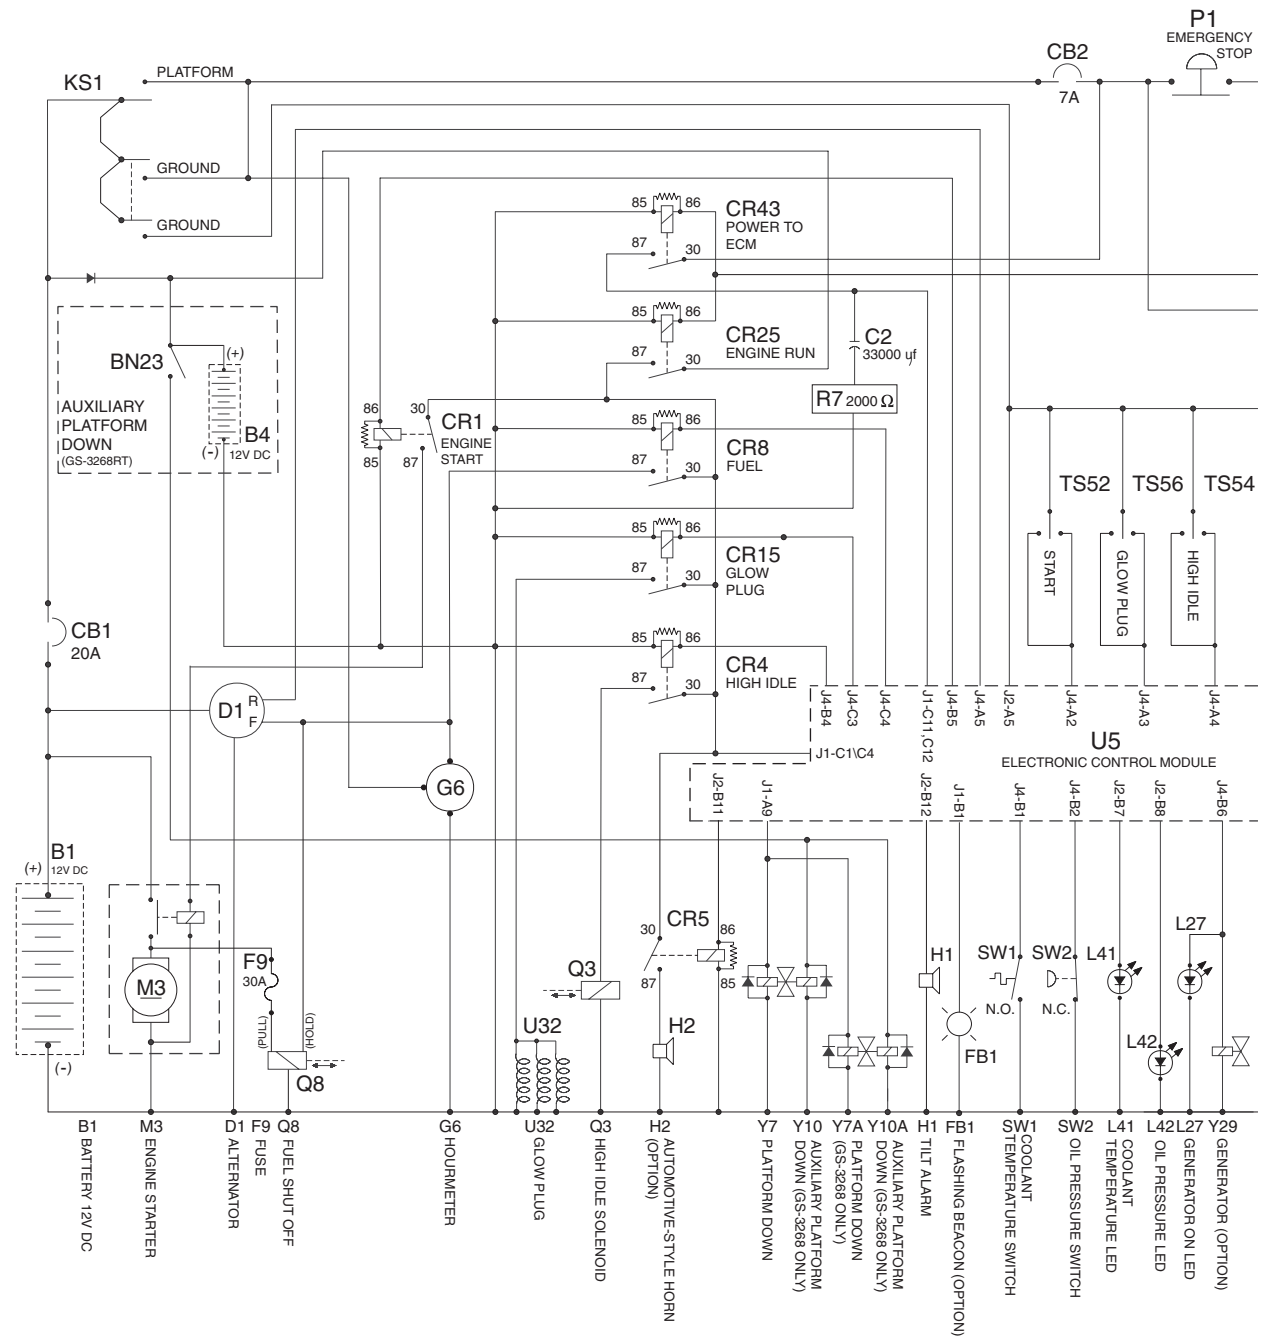 P1
EMERGENCY
STOP
CB2
7A
KS1
PLATFORM
GROUND
GROUND
85
86
CR43
POWER TO
ECM
87
30
85
86
CR25
ENGINE RUN
87
30
C2
33000 uf
R7 2000 Ω
BN23
(+)
AUXILIARY
PLATFORM
DOWN
(GS-3268RT)
(-)
B4
12V DC
86
30
CR1
ENGINE
START
85
87
85
86
CR8
FUEL
87
30
TS52
TS56
TS54
START
GLOW PLUG
HIGH IDLE
85
86
CR15
GLOW
PLUG
87
30
CB1
20A
85
86
CR4
HIGH IDLE
87
30
D1
R
F
J4-B4
J4-C3
J4-C4
J1-C11,C12
J4-B5
J4-A5
J2-A5
J4-A2
J4-A3
J4-A4
U5
ELECTRONIC CONTROL MODULE
J1-C1\C4
G6
J2-B11
J1-A9
J2-B12
J1-B1
J4-B1
J4-B2
J2-B7
J2-B8
J4-B6
B1
(+)
12V DC
(-)
M3
F9
30A
(PULL)
(HOLD)
Q8
Q3
U32
30
CR5
86
87
85
H2
H1
FB1
SW1
N.O.
SW2
N.C.
L41
L42
L27
B1
BATTERY 12V DC
M3
ENGINE STARTER
D1
ALTERNATOR
F9
FUSE
Q8
FUEL SHUT OFF
G6
HOURMETER
U32
GLOW PLUG
Q3
HIGH IDLE SOLENOID
H2
AUTOMOTIVE-STYLE HORN
(OPTION)
Y7
PLATFORM DOWN
Y10
AUXILIARY PLATFORM
DOWN (GS-3268 ONLY)
Y7A
PLATFORM DOWN
(GS-3268 ONLY)
Y10A
AUXILIARY PLATFORM
DOWN (GS-3268 ONLY)
H1
TILT ALARM
FB1
FLASHING BEACON (OPTION)
SW1
COOLANT
TEMPERATURE SWITCH
SW2
OIL PRESSURE SWITCH
L41
COOLANT
TEMPERATURE LED
L42
OIL PRESSURE LED
L27
GENERATOR ON LED
Y29
GENERATOR (OPTION)